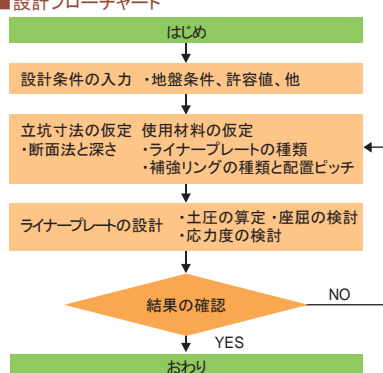 ■設計フローチャート
はじめ
設計条件の入力 ・地盤条件、許容値、他
立坑寸法の仮定 使用材料の仮定
・断面法と深さ ・ライナープレートの種類
・補強リングの種類と配置ピッチ
ライナープレートの設計 ・土圧の算定 ・座屈の検討
・応力度の検討
結果の確認
NO
YES
おわり